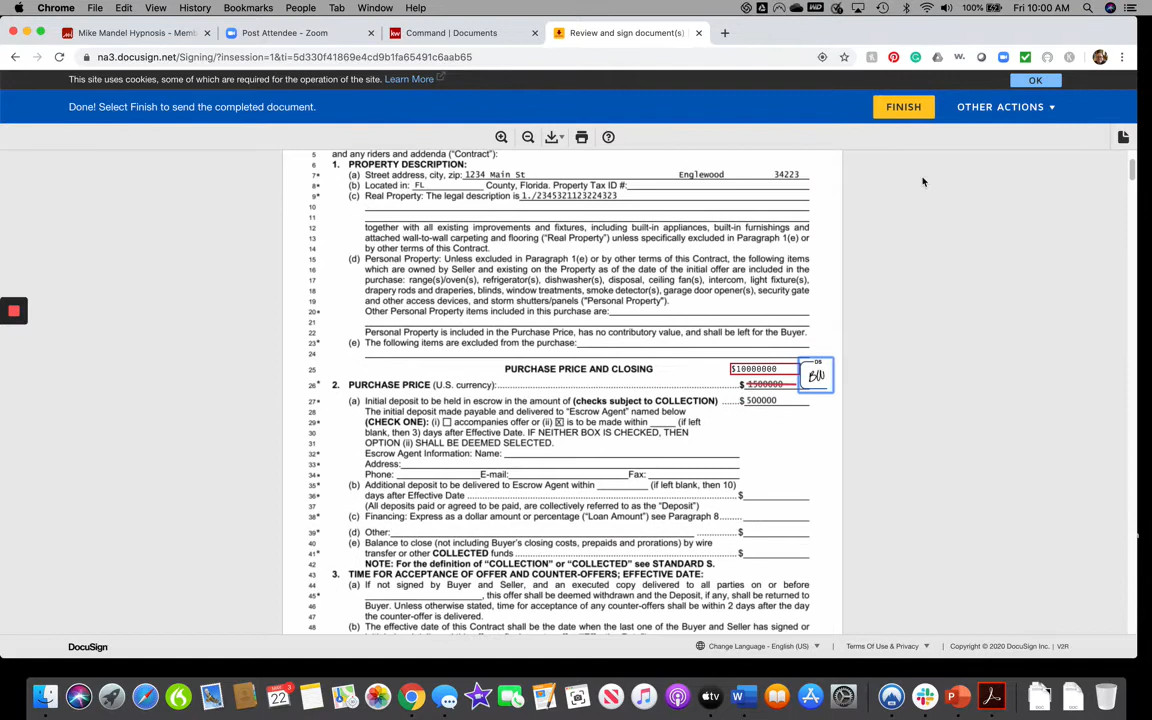 Chrome File Edit View History Bookmarks People Tab Window Help 100% Fri 10:00 AM
Mike Mandel Hypnosis - Memb Post Attendee - Zoom Command | Documents Review and sign document(s)
na3.docusign.net/Signing/?insession=1&ti=5d330f41869e4cd9b1fa65491c6aab65
This site uses cookies, some of which are required for the operation of the site. Learn More OK
Done! Select Finish to send the completed document. FINISH OTHER ACTIONS
5 and any riders and addenda ("Contract"):
6 1. PROPERTY DESCRIPTION:
7* (a) Street address, city, zip: 1234 Main St Englewood 34223
8* (b) Located in: FL County, Florida. Property Tax ID #:
9* (c) Real Property: The legal description is 1./2345321123224323
10
11
12 together with all existing improvements and fixtures, including built-in appliances, built-in furnishings and
13 attached wall-to-wall carpeting and flooring ("Real Property") unless specifically excluded in Paragraph 1(e) or
14 by other terms of this Contract.
15 (d) Personal Property: Unless excluded in Paragraph 1(e) or by other terms of this Contract, the following items
16 which are owned by Seller and existing on the Property as of the date of the initial offer are included in the
17 purchase: range(s)/oven(s), refrigerator(s), dishwasher(s), disposal, ceiling fan(s), intercom, light fixture(s),
18 drapery rods and draperies, blinds, window treatments, smoke detector(s), garage door opener(s), security gate
19 and other access devices, and storm shutters/panels ("Personal Property").
20* Other Personal Property items included in this purchase are:
21
22 Personal Property is included in the Purchase Price, has no contributory value, and shall be left for the Buyer.
23* (e) The following items are excluded from the purchase:
24
25 PURCHASE PRICE AND CLOSING $10000000 DS BW
26* 2. PURCHASE PRICE (U.S. currency): $ 1500000
27* (a) Initial deposit to be held in escrow in the amount of (checks subject to COLLECTION) $ 500000
28 The initial deposit made payable and delivered to "Escrow Agent" named below
29* (CHECK ONE): (i) accompanies offer or (ii) X is to be made within (if left
30 blank, then 3) days after Effective Date. IF NEITHER BOX IS CHECKED, THEN
31 OPTION (ii) SHALL BE DEEMED SELECTED.
32* Escrow Agent Information: Name:
33* Address:
34* Phone: E-mail: Fax:
35* (b) Additional deposit to be delivered to Escrow Agent within (if left blank, then 10)
36* days after Effective Date $
37 (All deposits paid or agreed to be paid, are collectively referred to as the "Deposit")
38* (c) Financing: Express as a dollar amount or percentage ("Loan Amount") see Paragraph 8
39* (d) Other: $
40 (e) Balance to close (not including Buyer's closing costs, prepaids and prorations) by wire
41* transfer or other COLLECTED funds $
42 NOTE: For the definition of "COLLECTION" or "COLLECTED" see STANDARD S.
43 3. TIME FOR ACCEPTANCE OF OFFER AND COUNTER-OFFERS; EFFECTIVE DATE:
44 (a) If not signed by Buyer and Seller, and an executed copy delivered to all parties on or before
45* , this offer shall be deemed withdrawn and the Deposit, if any, shall be returned to
46 Buyer. Unless otherwise stated, time for acceptance of any counter-offers shall be within 2 days after the day
47 the counter-offer is delivered.
48 (b) The effective date of this Contract shall be the date when the last one of the Buyer and Seller has signed or
DocuSign Change Language - English (US) Terms Of Use & Privacy Copyright © 2020 DocuSign Inc. | V2R